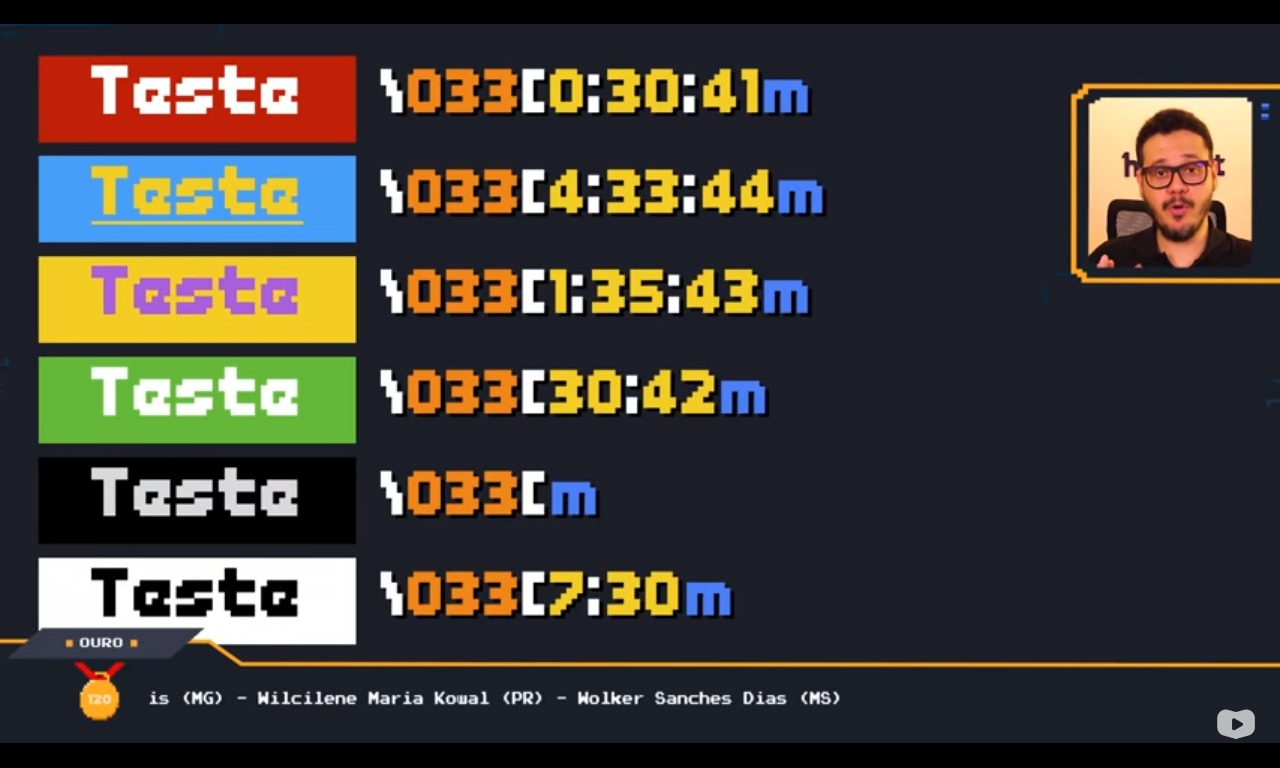 Teste \033[0:30:41m
Teste \033[4:33:44m
Teste \033[1:35:43m
Teste \033[30:42m
Teste \033[m
Teste \033[7:30m
OURO
120
is (MG) - Wilcilene Maria Kowal (PR) - Wolker Sanches Dias (MS)